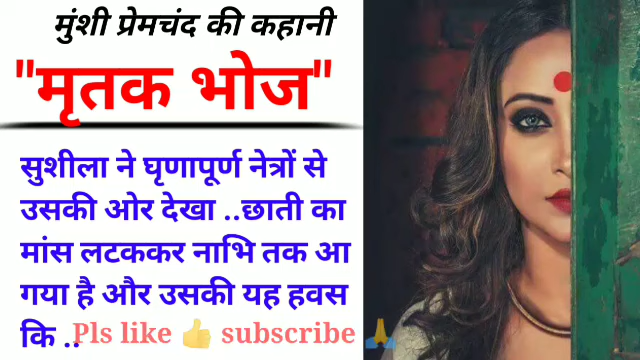 मुंशी प्रेमचंद की कहानी
"मृतक भोज"
सुशीला ने घृणापूर्ण नेत्रों से
उसकी ओर देखा ..छाती का
मांस लटककर नाभि तक आ
गया है और उसकी यह हवस
कि ..
Pls like 👍 subscribe 🙏